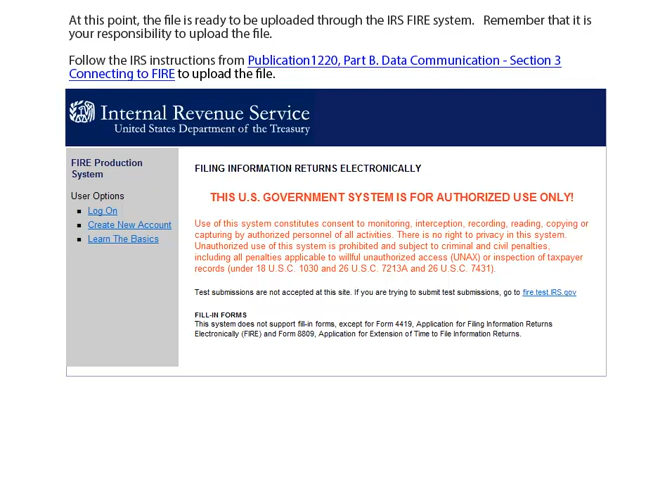 At this point, the file is ready to be uploaded through the IRS FIRE system. Remember that it is
your responsibility to upload the file.
Follow the IRS instructions from Publication1220, Part B. Data Communication - Section 3
Connecting to FIRE to upload the file.
Internal Revenue Service
United States Department of the Treasury
FIRE Production
System
User Options
Log On
Create New Account
Learn The Basics
FILING INFORMATION RETURNS ELECTRONICALLY
THIS U.S. GOVERNMENT SYSTEM IS FOR AUTHORIZED USE ONLY!
Use of this system constitutes consent to monitoring, interception, recording, reading, copying or
capturing by authorized personnel of all activities. There is no right to privacy in this system.
Unauthorized use of this system is prohibited and subject to criminal and civil penalties,
including all penalties applicable to willful unauthorized access (UNAX) or inspection of taxpayer
records (under 18 U.S.C. 1030 and 26 U.S.C. 7213A and 26 U.S.C. 7431).
Test submissions are not accepted at this site. If you are trying to submit test submissions, go to fire.test.IRS.gov
FILL-IN FORMS
This system does not support fill-in forms, except for Form 4419, Application for Filing Information Returns
Electronically (FIRE) and Form 8809, Application for Extension of Time to File Information Returns.